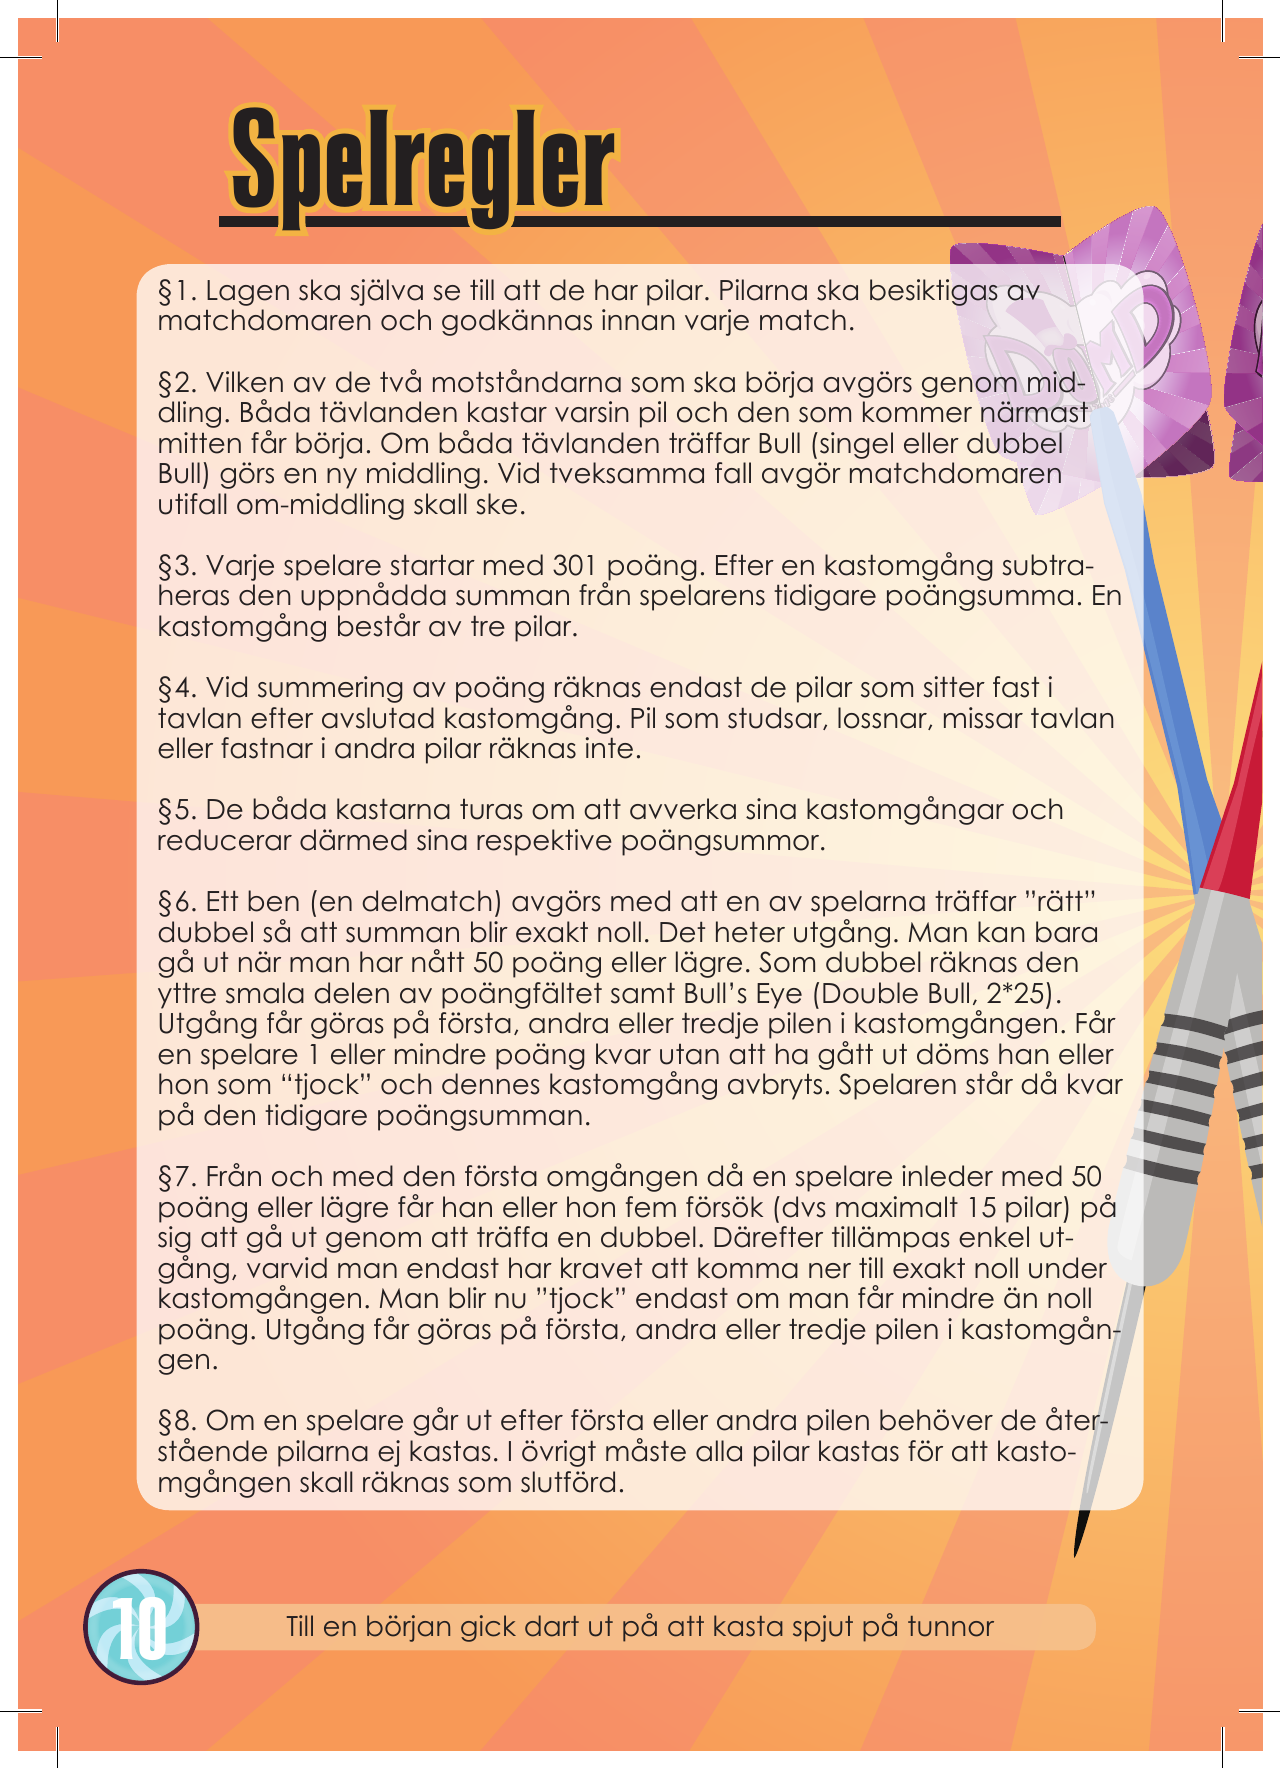 Spelregler
§1. Lagen ska själva se till att de har pilar. Pilarna ska besiktigas av
matchdomaren och godkännas innan varje match.
§2. Vilken av de två motståndarna som ska börja avgörs genom mid-
dling. Båda tävlanden kastar varsin pil och den som kommer närmast
mitten får börja. Om båda tävlanden träffar Bull (singel eller dubbel
Bull) görs en ny middling. Vid tveksamma fall avgör matchdomaren
utifall om-middling skall ske.
§3. Varje spelare startar med 301 poäng. Efter en kastomgång subtra-
heras den uppnådda summan från spelarens tidigare poängsumma. En
kastomgång består av tre pilar.
§4. Vid summering av poäng räknas endast de pilar som sitter fast i
tavlan efter avslutad kastomgång. Pil som studsar, lossnar, missar tavlan
eller fastnar i andra pilar räknas inte.
§5. De båda kastarna turas om att avverka sina kastomgångar och
reducerar därmed sina respektive poängsummor.
§6. Ett ben (en delmatch) avgörs med att en av spelarna träffar ”rätt”
dubbel så att summan blir exakt noll. Det heter utgång. Man kan bara
gå ut när man har nått 50 poäng eller lägre. Som dubbel räknas den
yttre smala delen av poängfältet samt Bull’s Eye (Double Bull, 2*25).
Utgång får göras på första, andra eller tredje pilen i kastomgången. Får
en spelare 1 eller mindre poäng kvar utan att ha gått ut döms han eller
hon som “tjock” och dennes kastomgång avbryts. Spelaren står då kvar
på den tidigare poängsumman.
§7. Från och med den första omgången då en spelare inleder med 50
poäng eller lägre får han eller hon fem försök (dvs maximalt 15 pilar) på
sig att gå ut genom att träffa en dubbel. Därefter tillämpas enkel ut-
gång, varvid man endast har kravet att komma ner till exakt noll under
kastomgången. Man blir nu ”tjock” endast om man får mindre än noll
poäng. Utgång får göras på första, andra eller tredje pilen i kastomgån-
gen.
§8. Om en spelare går ut efter första eller andra pilen behöver de åter-
stående pilarna ej kastas. I övrigt måste alla pilar kastas för att kasto-
mgången skall räknas som slutförd.
DÖMD
10
Till en början gick dart ut på att kasta spjut på tunnor